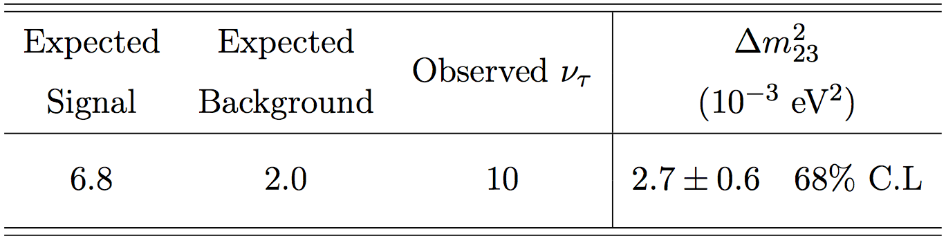 Expected Expected Δm²₂₃
Observed ν_τ
Signal Background (10⁻³ eV²)
6.8 2.0 10 2.7 ± 0.6 68% C.L